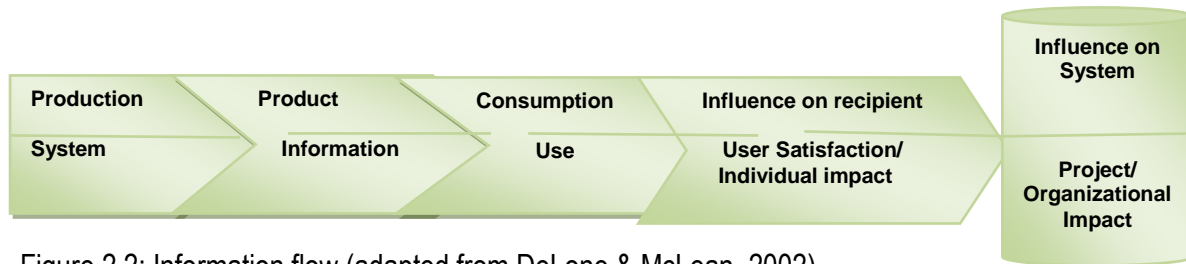 Production
System
Product
Information
Consumption
Use
Influence on recipient
User Satisfaction/
Individual impact
Influence on
System
Project/
Organizational
Impact
Figure 2.2: Information flow (adapted from DeLone & McLean, 2002)